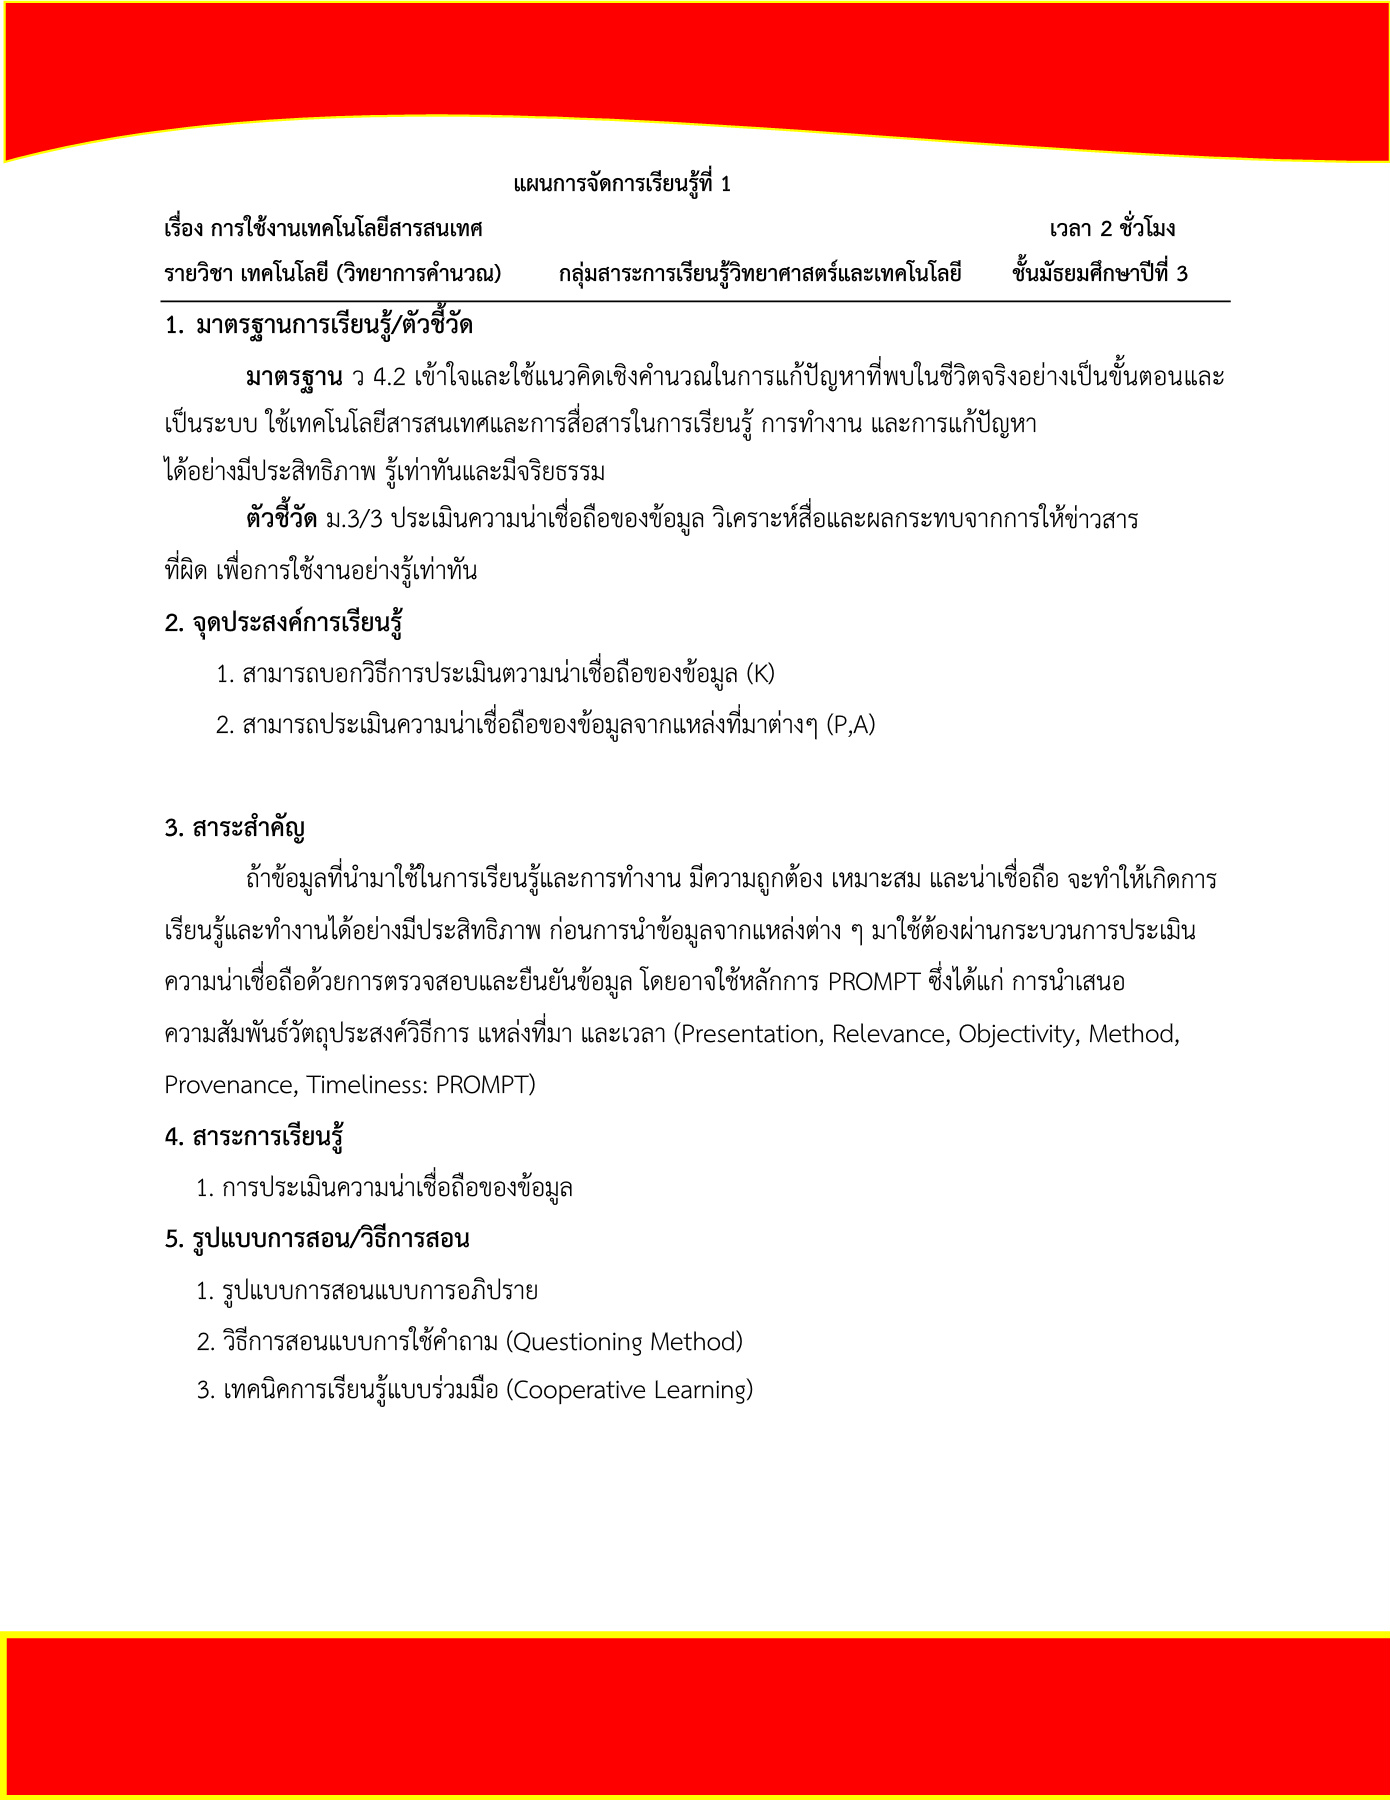 แผนการจัดการเรียนรู้ที่ 1
เรื่อง การใช้งานเทคโนโลยีสารสนเทศ เวลา 2 ชั่วโมง
รายวิชา เทคโนโลยี (วิทยาการคำนวณ) กลุ่มสาระการเรียนรู้วิทยาศาสตร์และเทคโนโลยี ชั้นมัธยมศึกษาปีที่ 3
1. มาตรฐานการเรียนรู้/ตัวชี้วัด
มาตรฐาน ว 4.2 เข้าใจและใช้แนวคิดเชิงคำนวณในการแก้ปัญหาที่พบในชีวิตจริงอย่างเป็นขั้นตอนและ
เป็นระบบ ใช้เทคโนโลยีสารสนเทศและการสื่อสารในการเรียนรู้ การทำงาน และการแก้ปัญหา
ได้อย่างมีประสิทธิภาพ รู้เท่าทันและมีจริยธรรม
ตัวชี้วัด ม.3/3 ประเมินความน่าเชื่อถือของข้อมูล วิเคราะห์สื่อและผลกระทบจากการให้ข่าวสาร
ที่ผิด เพื่อการใช้งานอย่างรู้เท่าทัน
2. จุดประสงค์การเรียนรู้
1. สามารถบอกวิธีการประเมินตวามน่าเชื่อถือของข้อมูล (K)
2. สามารถประเมินความน่าเชื่อถือของข้อมูลจากแหล่งที่มาต่างๆ (P,A)
3. สาระสำคัญ
ถ้าข้อมูลที่นำมาใช้ในการเรียนรู้และการทำงาน มีความถูกต้อง เหมาะสม และน่าเชื่อถือ จะทำให้เกิดการ
เรียนรู้และทำงานได้อย่างมีประสิทธิภาพ ก่อนการนำข้อมูลจากแหล่งต่าง ๆ มาใช้ต้องผ่านกระบวนการประเมิน
ความน่าเชื่อถือด้วยการตรวจสอบและยืนยันข้อมูล โดยอาจใช้หลักการ PROMPT ซึ่งได้แก่ การนำเสนอ
ความสัมพันธ์วัตถุประสงค์วิธีการ แหล่งที่มา และเวลา (Presentation, Relevance, Objectivity, Method,
Provenance, Timeliness: PROMPT)
4. สาระการเรียนรู้
1. การประเมินความน่าเชื่อถือของข้อมูล
5. รูปแบบการสอน/วิธีการสอน
1. รูปแบบการสอนแบบการอภิปราย
2. วิธีการสอนแบบการใช้คำถาม (Questioning Method)
3. เทคนิคการเรียนรู้แบบร่วมมือ (Cooperative Learning)